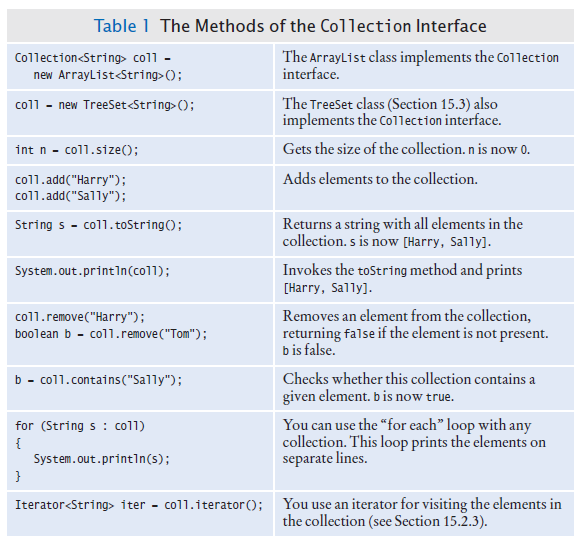 Table 1 The Methods of the Collection Interface
Collection<String> coll =
new ArrayList<String>();
The ArrayList class implements the Collection
interface.
coll = new TreeSet<String>();
The TreeSet class (Section 15.3) also
implements the Collection interface.
int n = coll.size();
Gets the size of the collection. n is now 0.
coll.add("Harry");
coll.add("Sally");
Adds elements to the collection.
String s = coll.toString();
Returns a string with all elements in the
collection. s is now [Harry, Sally].
System.out.println(coll);
Invokes the toString method and prints
[Harry, Sally].
coll.remove("Harry");
boolean b = coll.remove("Tom");
Removes an element from the collection,
returning false if the element is not present.
b is false.
b = coll.contains("Sally");
Checks whether this collection contains a
given element. b is now true.
for (String s : coll)
{
System.out.println(s);
}
You can use the “for each” loop with any
collection. This loop prints the elements on
separate lines.
Iterator<String> iter = coll.iterator();
You use an iterator for visiting the elements in
the collection (see Section 15.2.3).